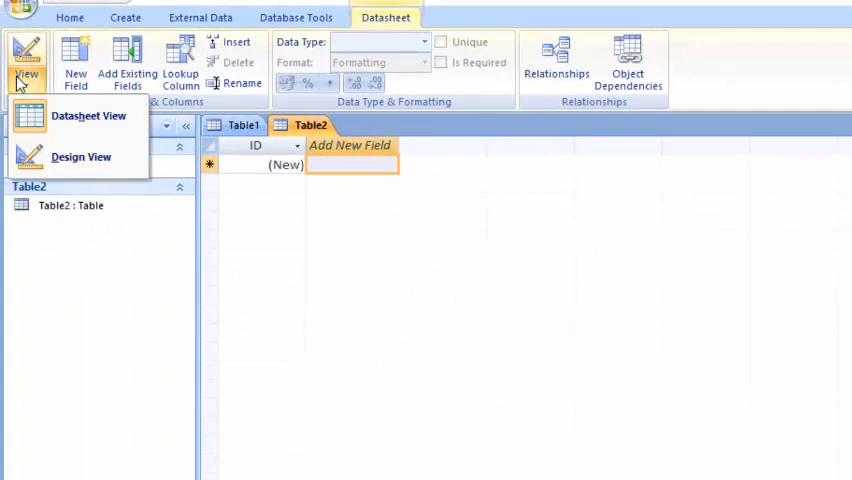 Home Create External Data Database Tools Datasheet
View
New Field
Add Existing Fields
Lookup Column
Insert
Delete
Rename
& Columns
Data Type:
Format: Formatting
Unique
Is Required
%
,
Data Type & Formatting
Relationships
Object Dependencies
Relationships
Datasheet View
Design View
Table2
Table2 : Table
Table1 Table2
ID Add New Field
(New)